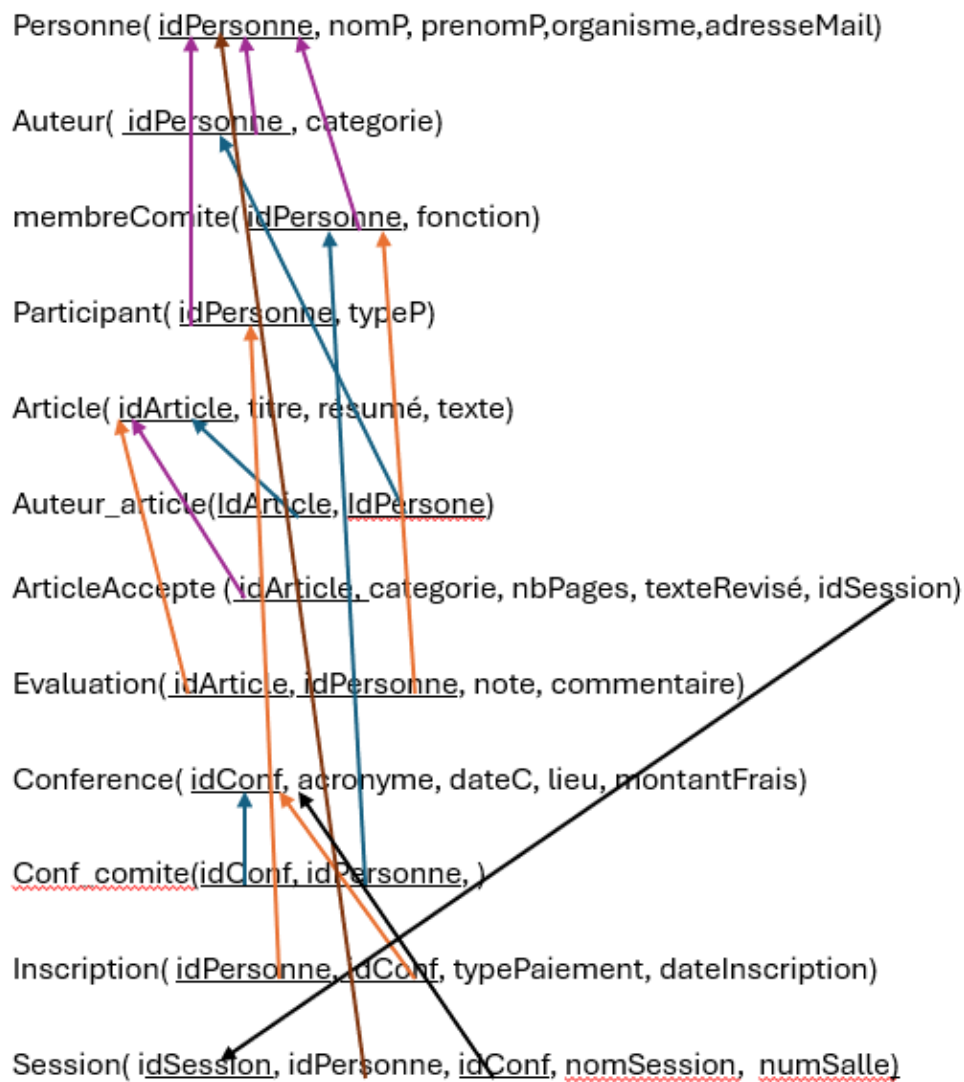 Personne( idPersonne, nomP, prenomP,organisme,adresseMail)
Auteur( idPersonne , categorie)
membreComite( idPersonne, fonction)
Participant( idPersonne, typeP)
Article( idArticle, titre, résumé, texte)
Auteur_article(IdArticle, IdPersone)
ArticleAccepte ( idArticle, categorie, nbPages, texteRevisé, idSession)
Evaluation( idArticle, idPersonne, note, commentaire)
Conference( idConf, acronyme, dateC, lieu, montantFrais)
Conf_comite(idConf, idPersonne, )
Inscription( idPersonne, idConf, typePaiement, dateInscription)
Session( idSession, idPersonne, idConf, nomSession, numSalle)